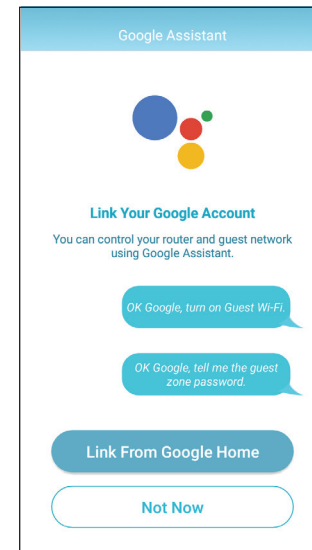 Google Assistant
Link Your Google Account
You can control your router and guest network
using Google Assistant.
OK Google, turn on Guest Wi-Fi.
OK Google, tell me the guest
zone password.
Link From Google Home
Not Now